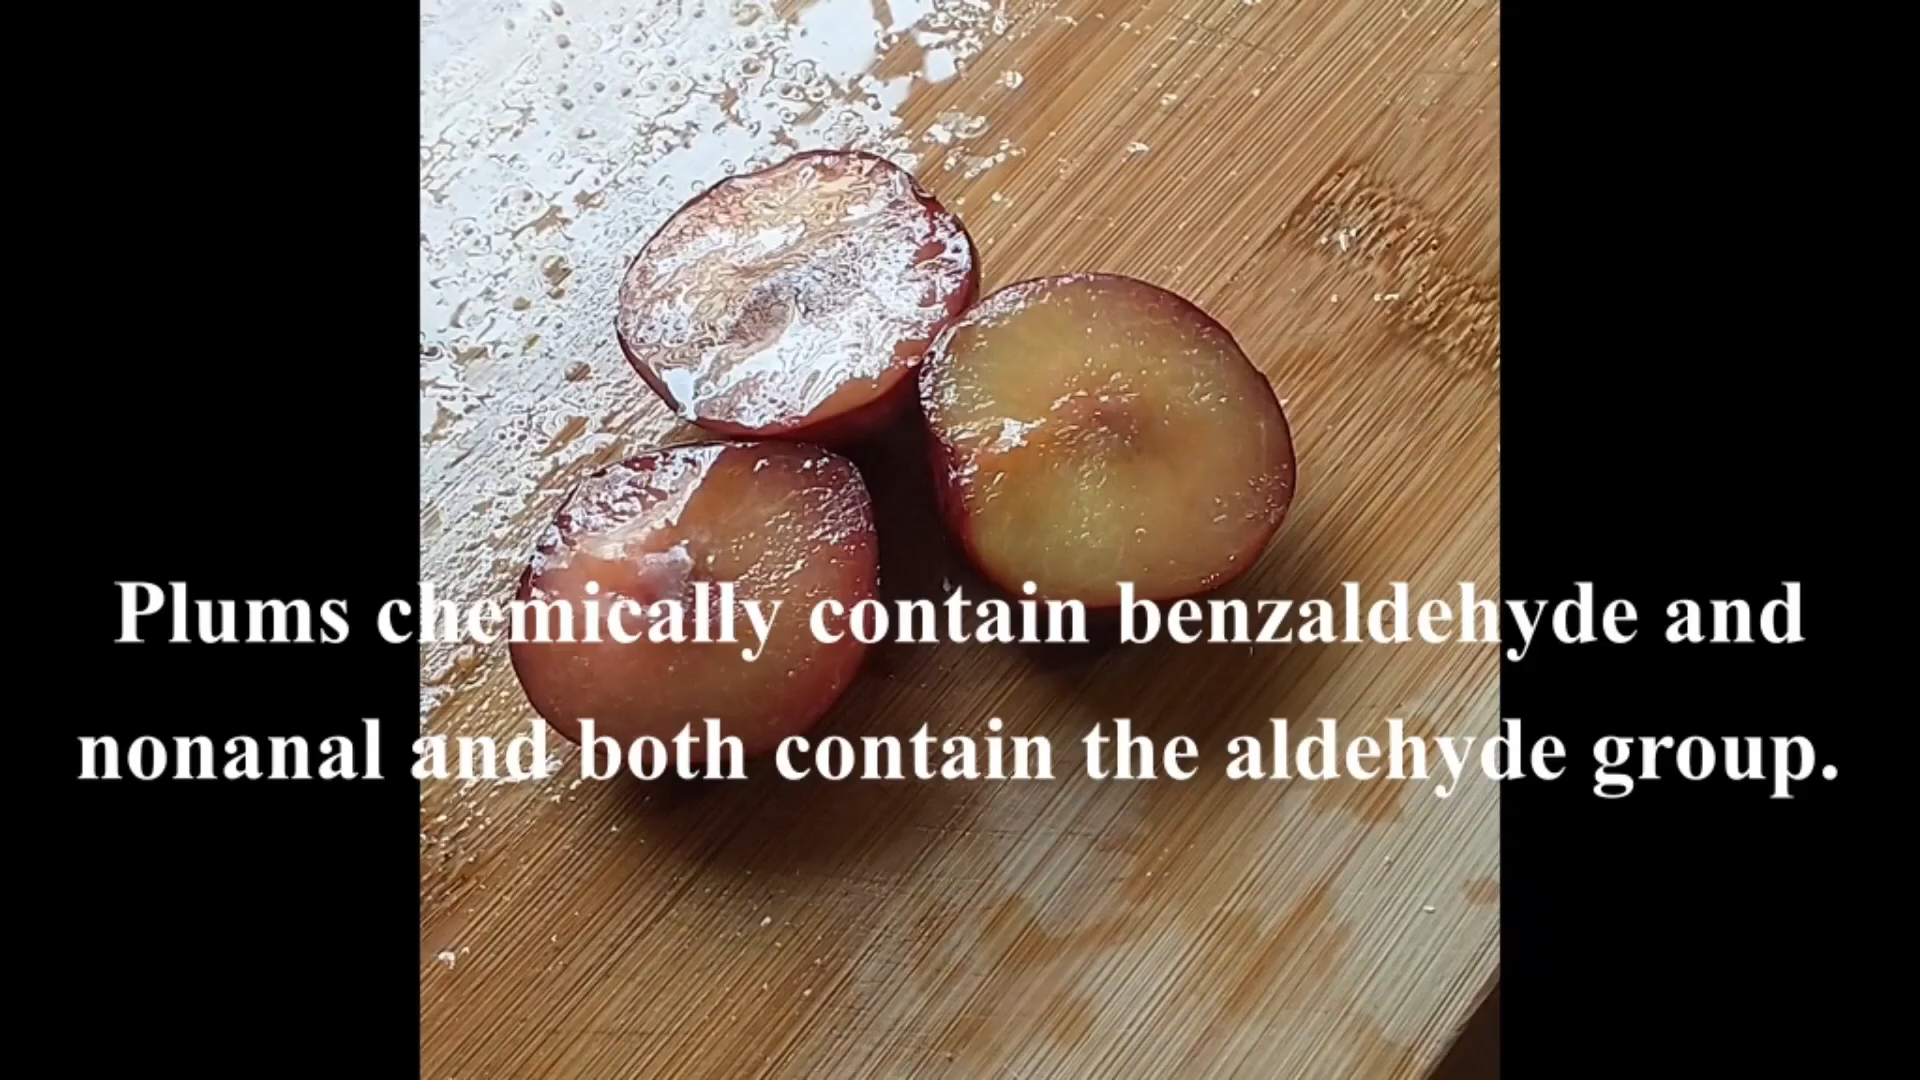 Plums chemically contain benzaldehyde and
nonanal and both contain the aldehyde group.